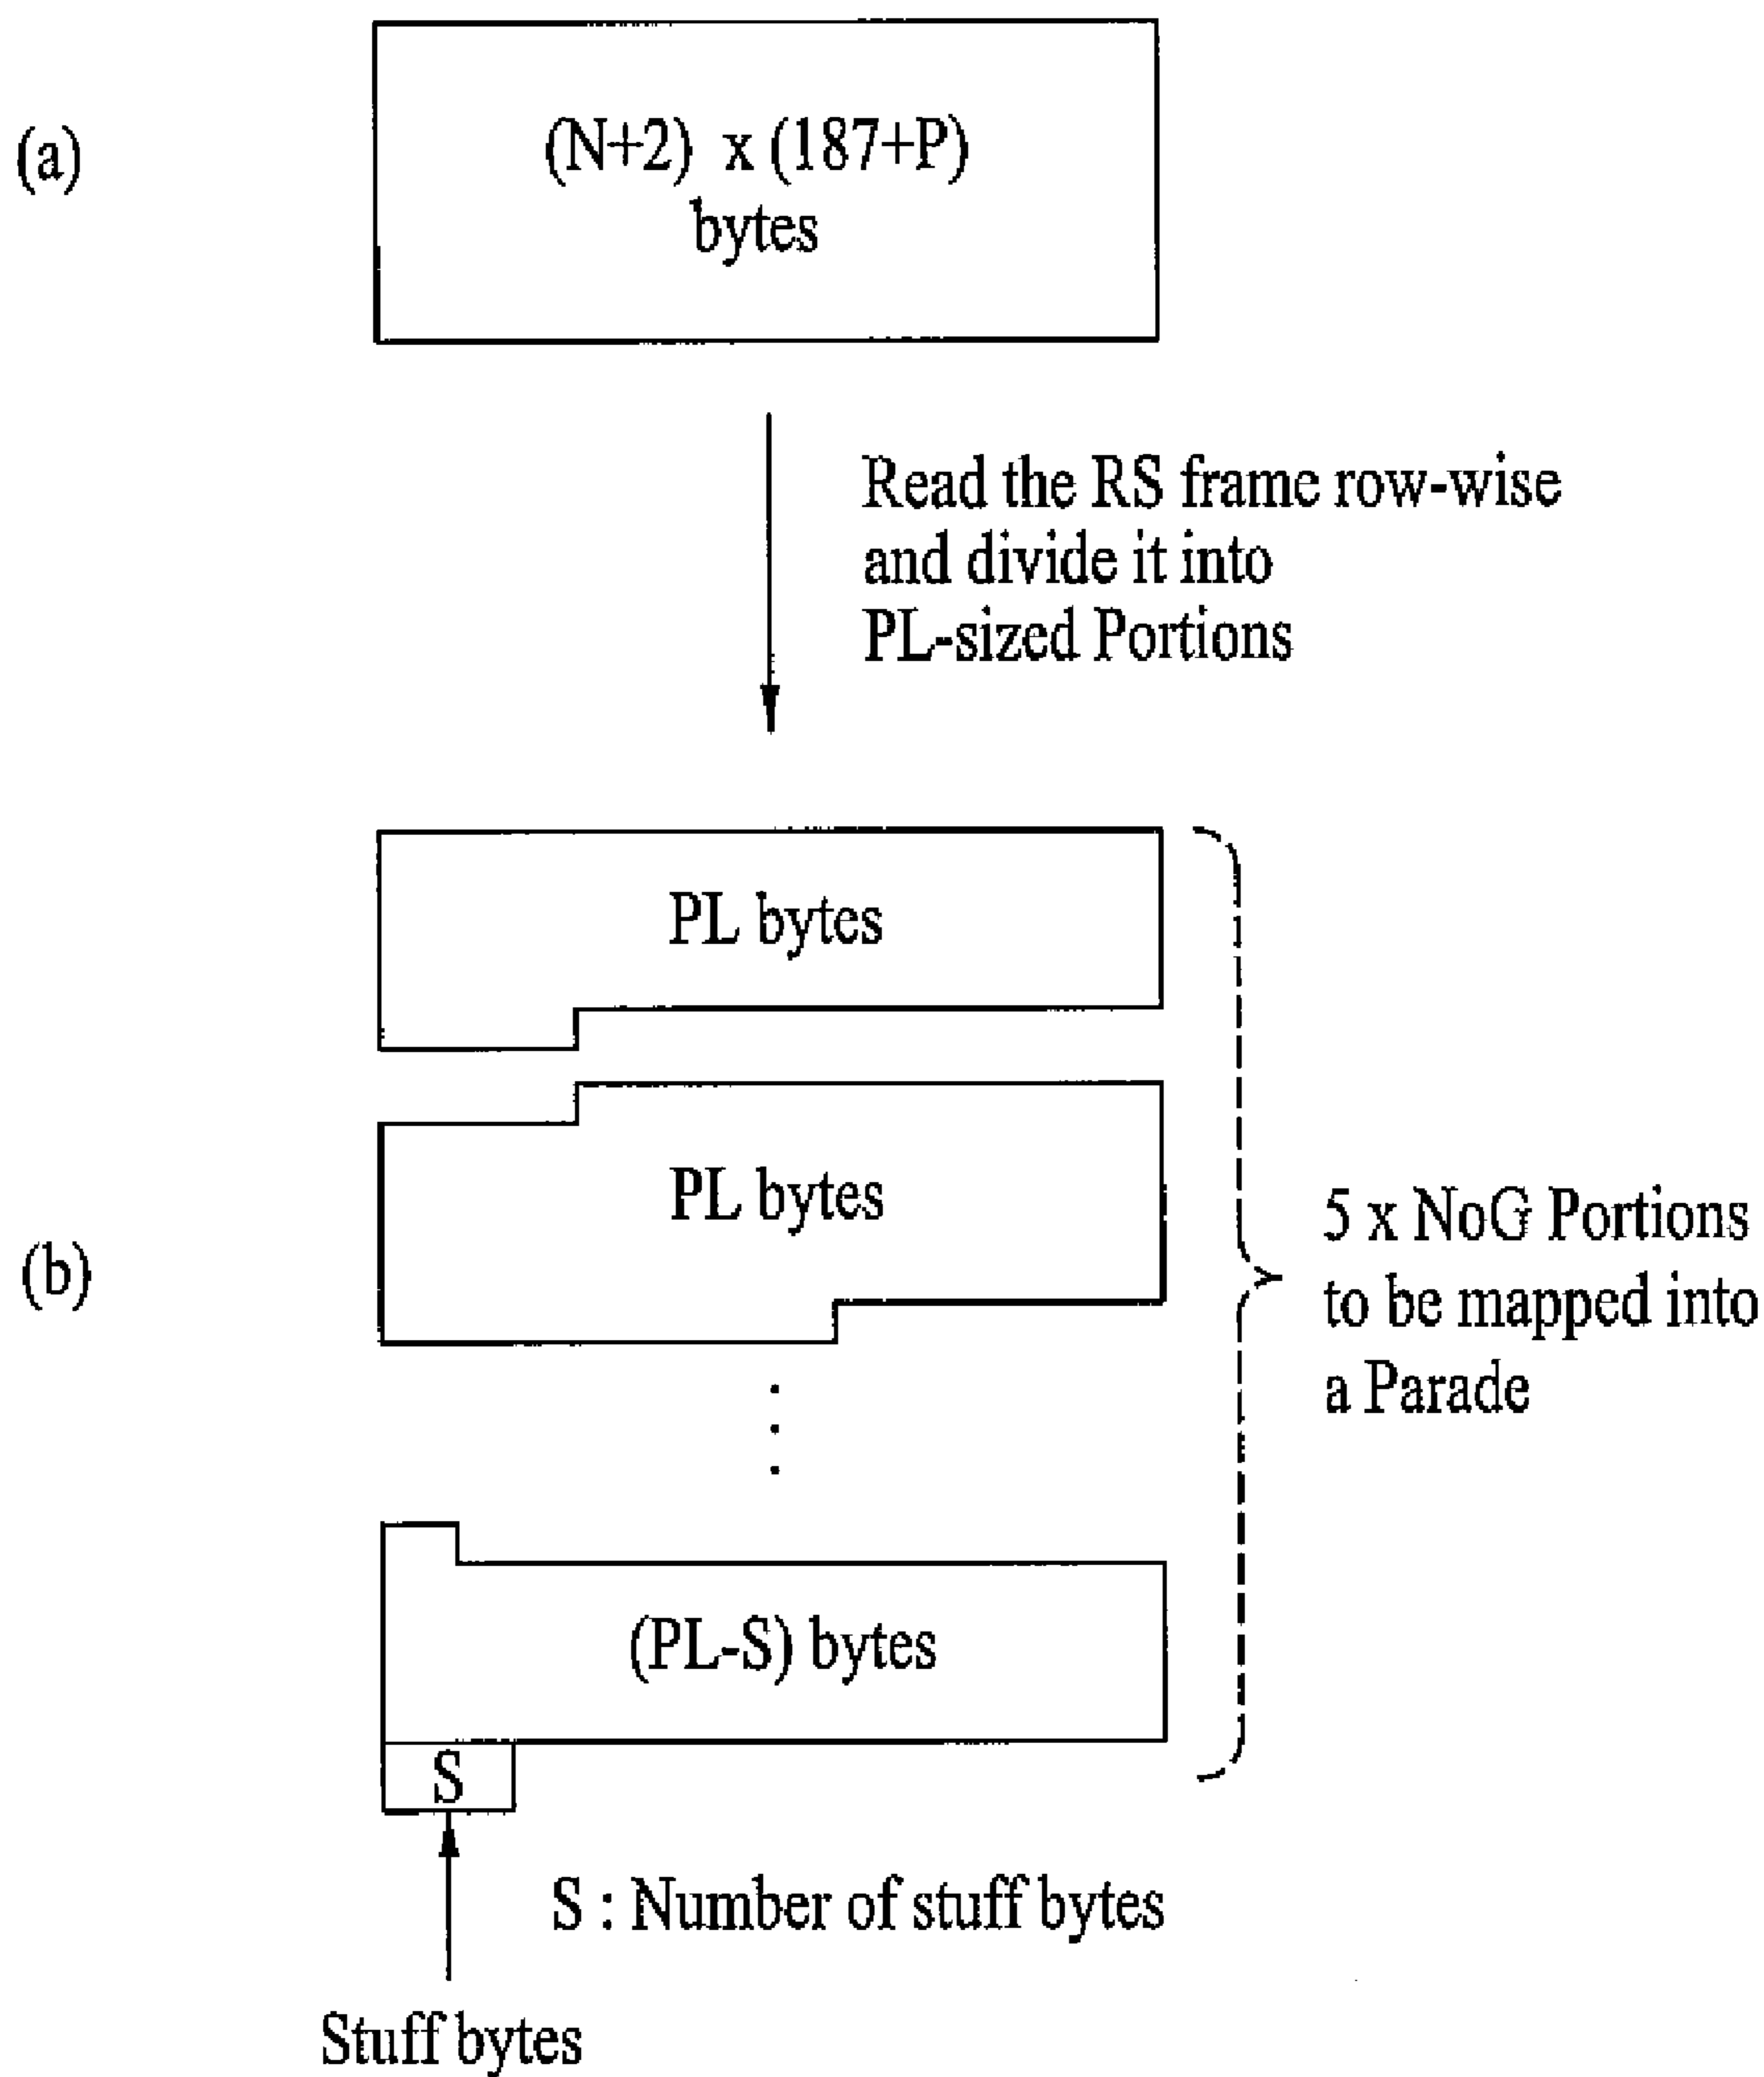 (a)
(N+2) x (187+P)
bytes
Read the RS frame row-wise
and divide it into
PL-sized Portions
(b)
PL bytes
PL bytes
5 x NoG Portions
to be mapped into
a Parade
(PL-S) bytes
S
S : Number of stuff bytes
Stuff bytes